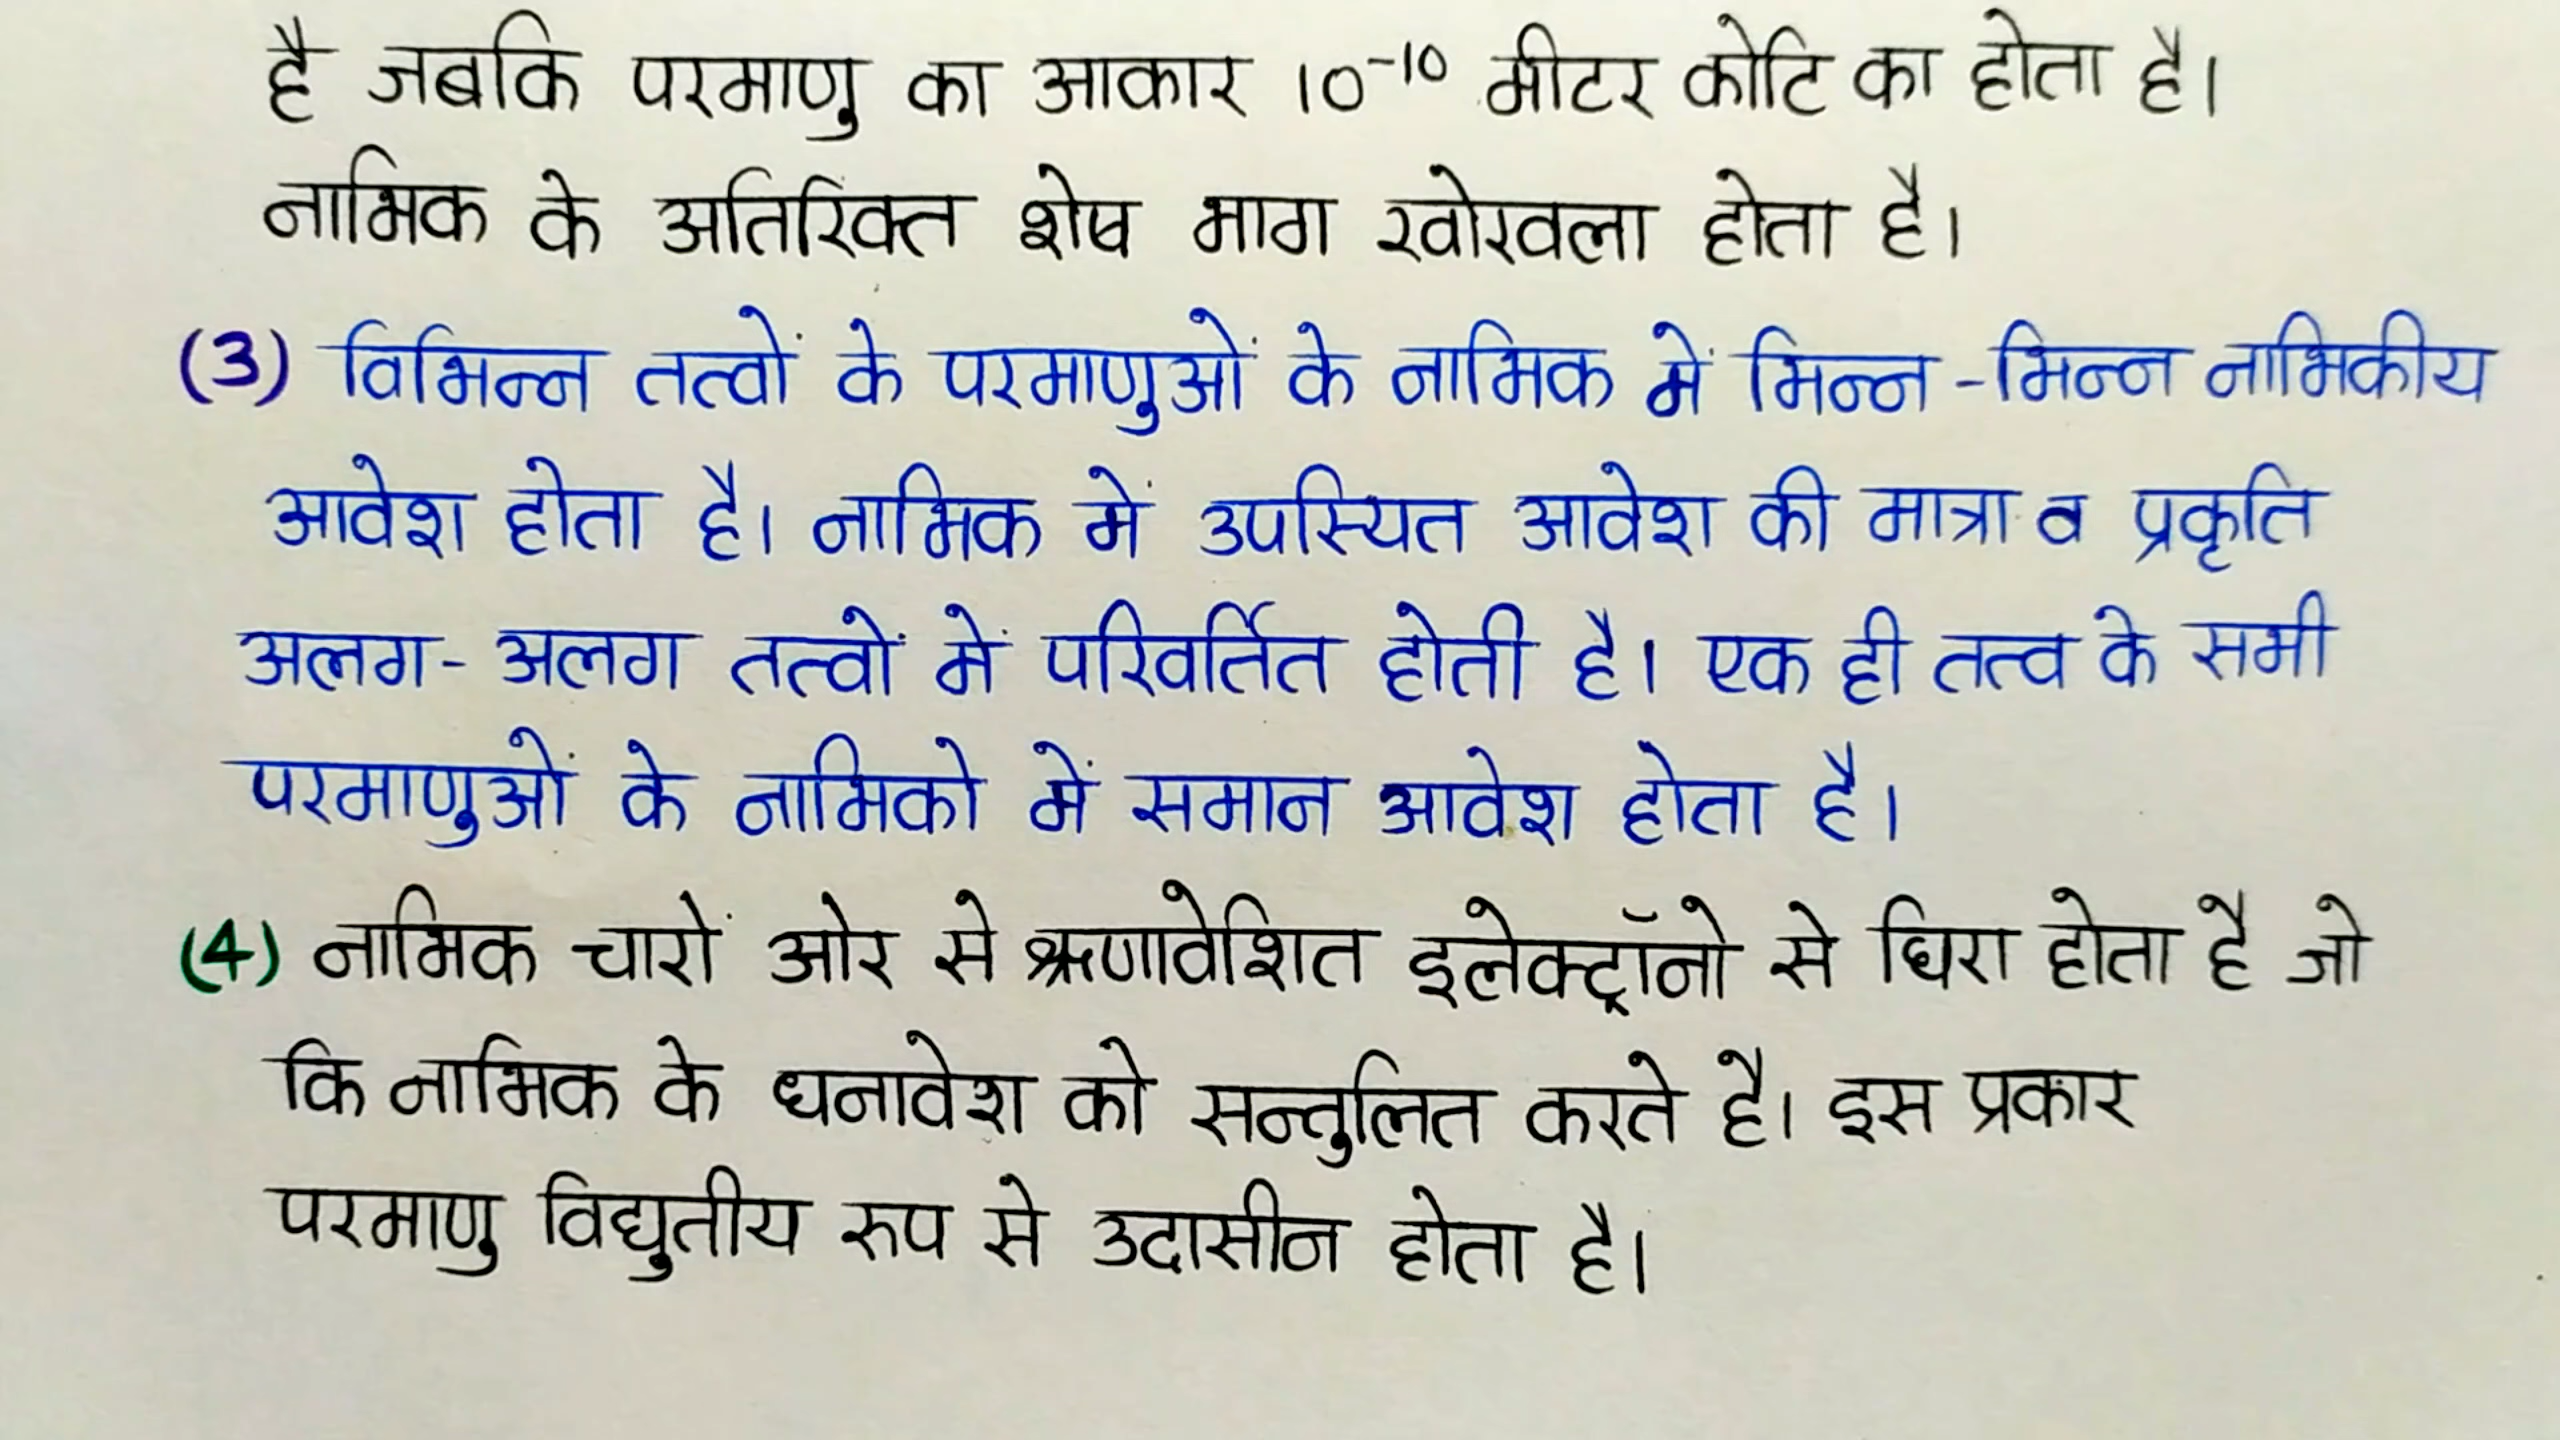 है जबकि परमाणु का आकार 10⁻¹⁰ मीटर कोटि का होता है।
नाभिक के अतिरिक्त शेष भाग खोखला होता है।
(3) विभिन्न तत्वों के परमाणुओं के नाभिक में भिन्न - भिन्न नाभिकीय
आवेश होता है। नाभिक में उपस्थित आवेश की मात्रा व प्रकृति
अलग - अलग तत्वों में परिवर्तित होती है। एक ही तत्व के सभी
परमाणुओं के नाभिको में समान आवेश होता है।
(4) नाभिक चारों ओर से ऋणावेशित इलेक्ट्रॉनो से घिरा होता है जो
कि नाभिक के धनावेश को सन्तुलित करते है। इस प्रकार
परमाणु विद्युतीय रुप से उदासीन होता है।